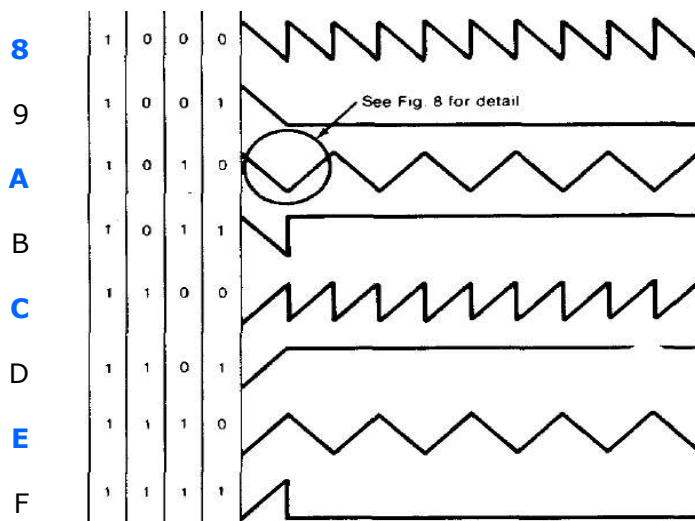 8 1 0 0 0
9 1 0 0 1 See Fig. 8 for detail
A 1 0 1 0
B 1 0 1 1
C 1 1 0 0
D 1 1 0 1
E 1 1 1 0
F 1 1 1 1